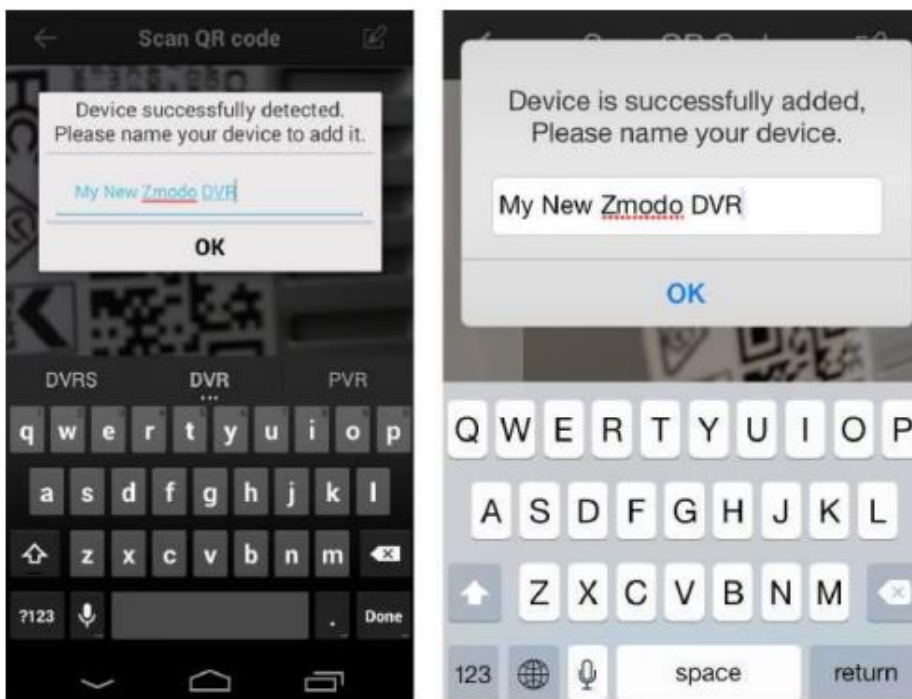 Scan QR code
Device successfully detected.
Please name your device to add it.
My New Zmodo DVR
OK
DVRS DVR PVR
q w e r t y u i o p
a s d f g h j k l
z x c v b n m
?123 . Done
Device is successfully added,
Please name your device.
My New Zmodo DVR
OK
Q W E R T Y U I O P
A S D F G H J K L
Z X C V B N M
123 space return